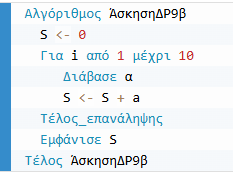 Αλγόριθμος ΆσκησηΔΡ9β
S <- 0
Για i από 1 μέχρι 10
Διάβασε α
S <- S + a
Τέλος_επανάληψης
Εμφάνισε S
Τέλος ΆσκησηΔΡ9β